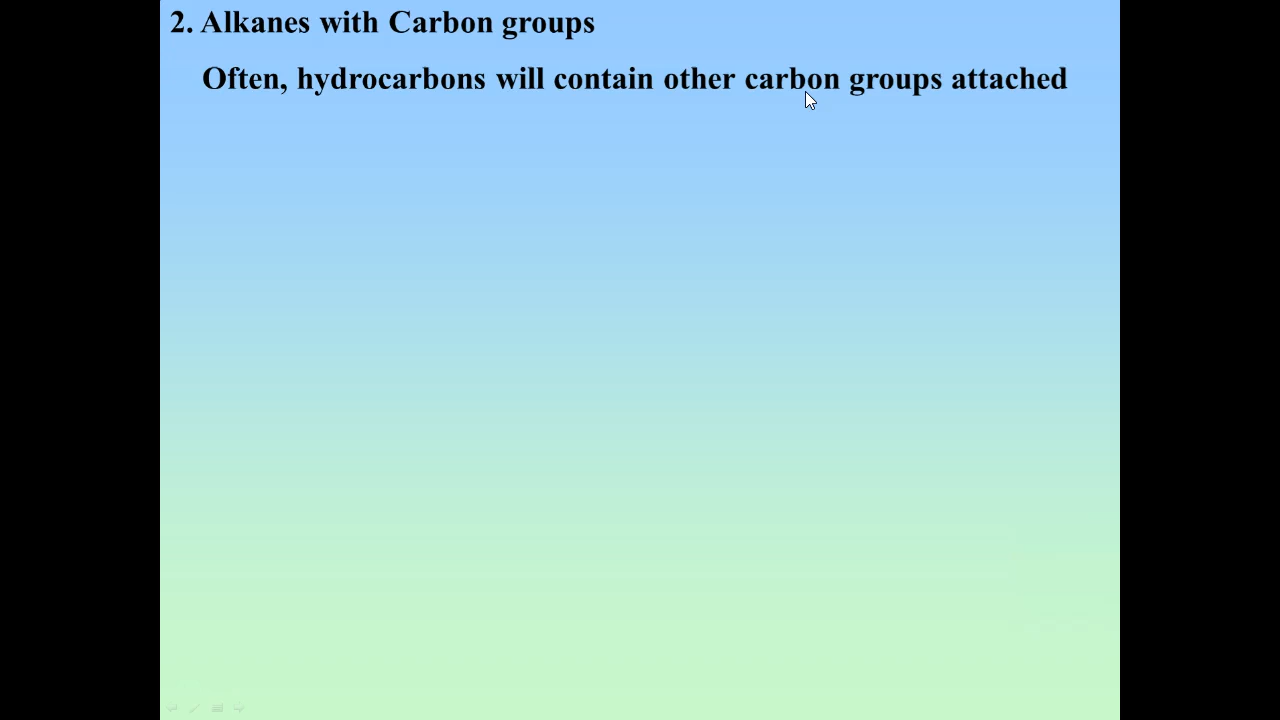 2. Alkanes with Carbon groups
Often, hydrocarbons will contain other carbon groups attached